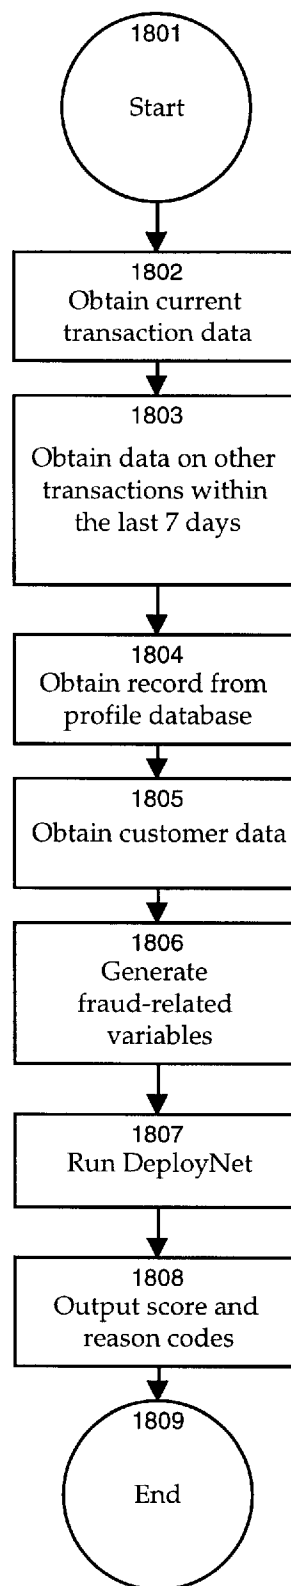 1801
Start
1802
Obtain current
transaction data
1803
Obtain data on other
transactions within
the last 7 days
1804
Obtain record from
profile database
1805
Obtain customer data
1806
Generate
fraud-related
variables
1807
Run DeployNet
1808
Output score and
reason codes
1809
End